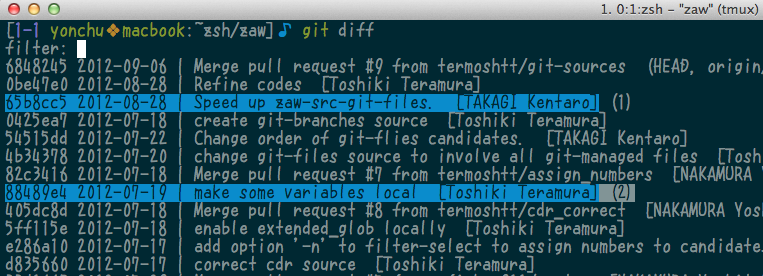 1. 0:1:zsh – "zaw" (tmux)
[1-1 yonchu❖macbook:~zsh/zaw]♪ git diff
filter:
6848245 2012-09-06 | Merge pull request #9 from termoshtt/git-sources (HEAD, origin/
0be47e0 2012-08-28 | Refine codes [Toshiki Teramura]
65b8cc5 2012-08-28 | Speed up zaw-src-git-files. [TAKAGI Kentaro] (1)
0425ea7 2012-07-18 | create git-branches source [Toshiki Teramura]
54515dd 2012-07-22 | Change order of git-flies candidates. [TAKAGI Kentaro]
4b34378 2012-07-20 | change git-files source to involve all git-managed files [Tosh
82c3416 2012-07-18 | Merge pull request #7 from termoshtt/assign_numbers [NAKAMURA Y
88489e4 2012-07-19 | make some variables local [Toshiki Teramura] (2)
405dc8d 2012-07-18 | Merge pull request #8 from termoshtt/cdr_correct [NAKAMURA Yos
5ff115e 2012-07-18 | enable extended_glob locally [Toshiki Teramura]
e286a10 2012-07-17 | add option '-n' to filter-select to assign numbers to candidate
d835660 2012-07-17 | correct cdr source [Toshiki Teramura]